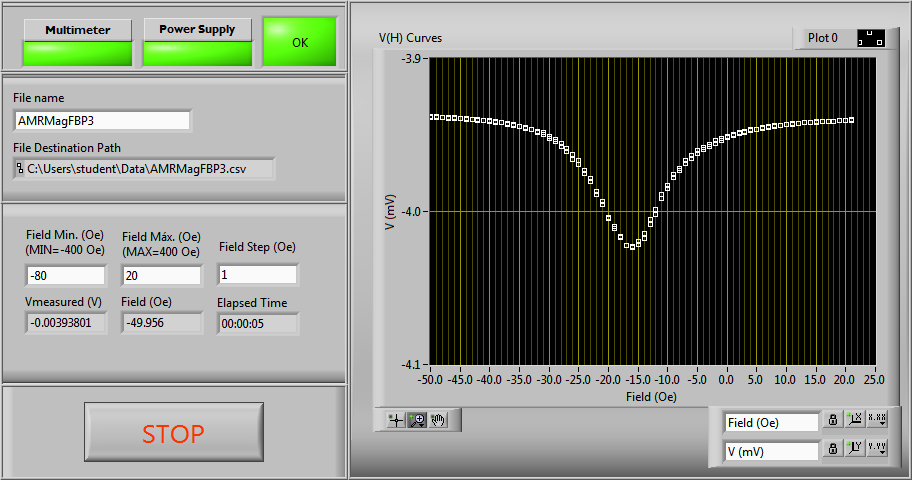 Multimeter
Power Supply
OK
File name
AMRMagFBP3
File Destination Path
C:\Users\student\Data\AMRMagFBP3.csv
Field Min. (Oe) Field Máx. (Oe) Field Step (Oe)
(MIN=-400 Oe) (MAX=400 Oe)
-80 20 1
Vmeasured (V) Field (Oe) Elapsed Time
-0.00393801 -49.956 00:00:05
STOP
V(H) Curves
Plot 0
-3.9
-4.0
-4.1
V (mV)
-50.0 -45.0 -40.0 -35.0 -30.0 -25.0 -20.0 -15.0 -10.0 -5.0 0.0 5.0 10.0 15.0 20.0 25.0
Field (Oe)
Field (Oe) X X.XX
V (mV) Y Y.YY